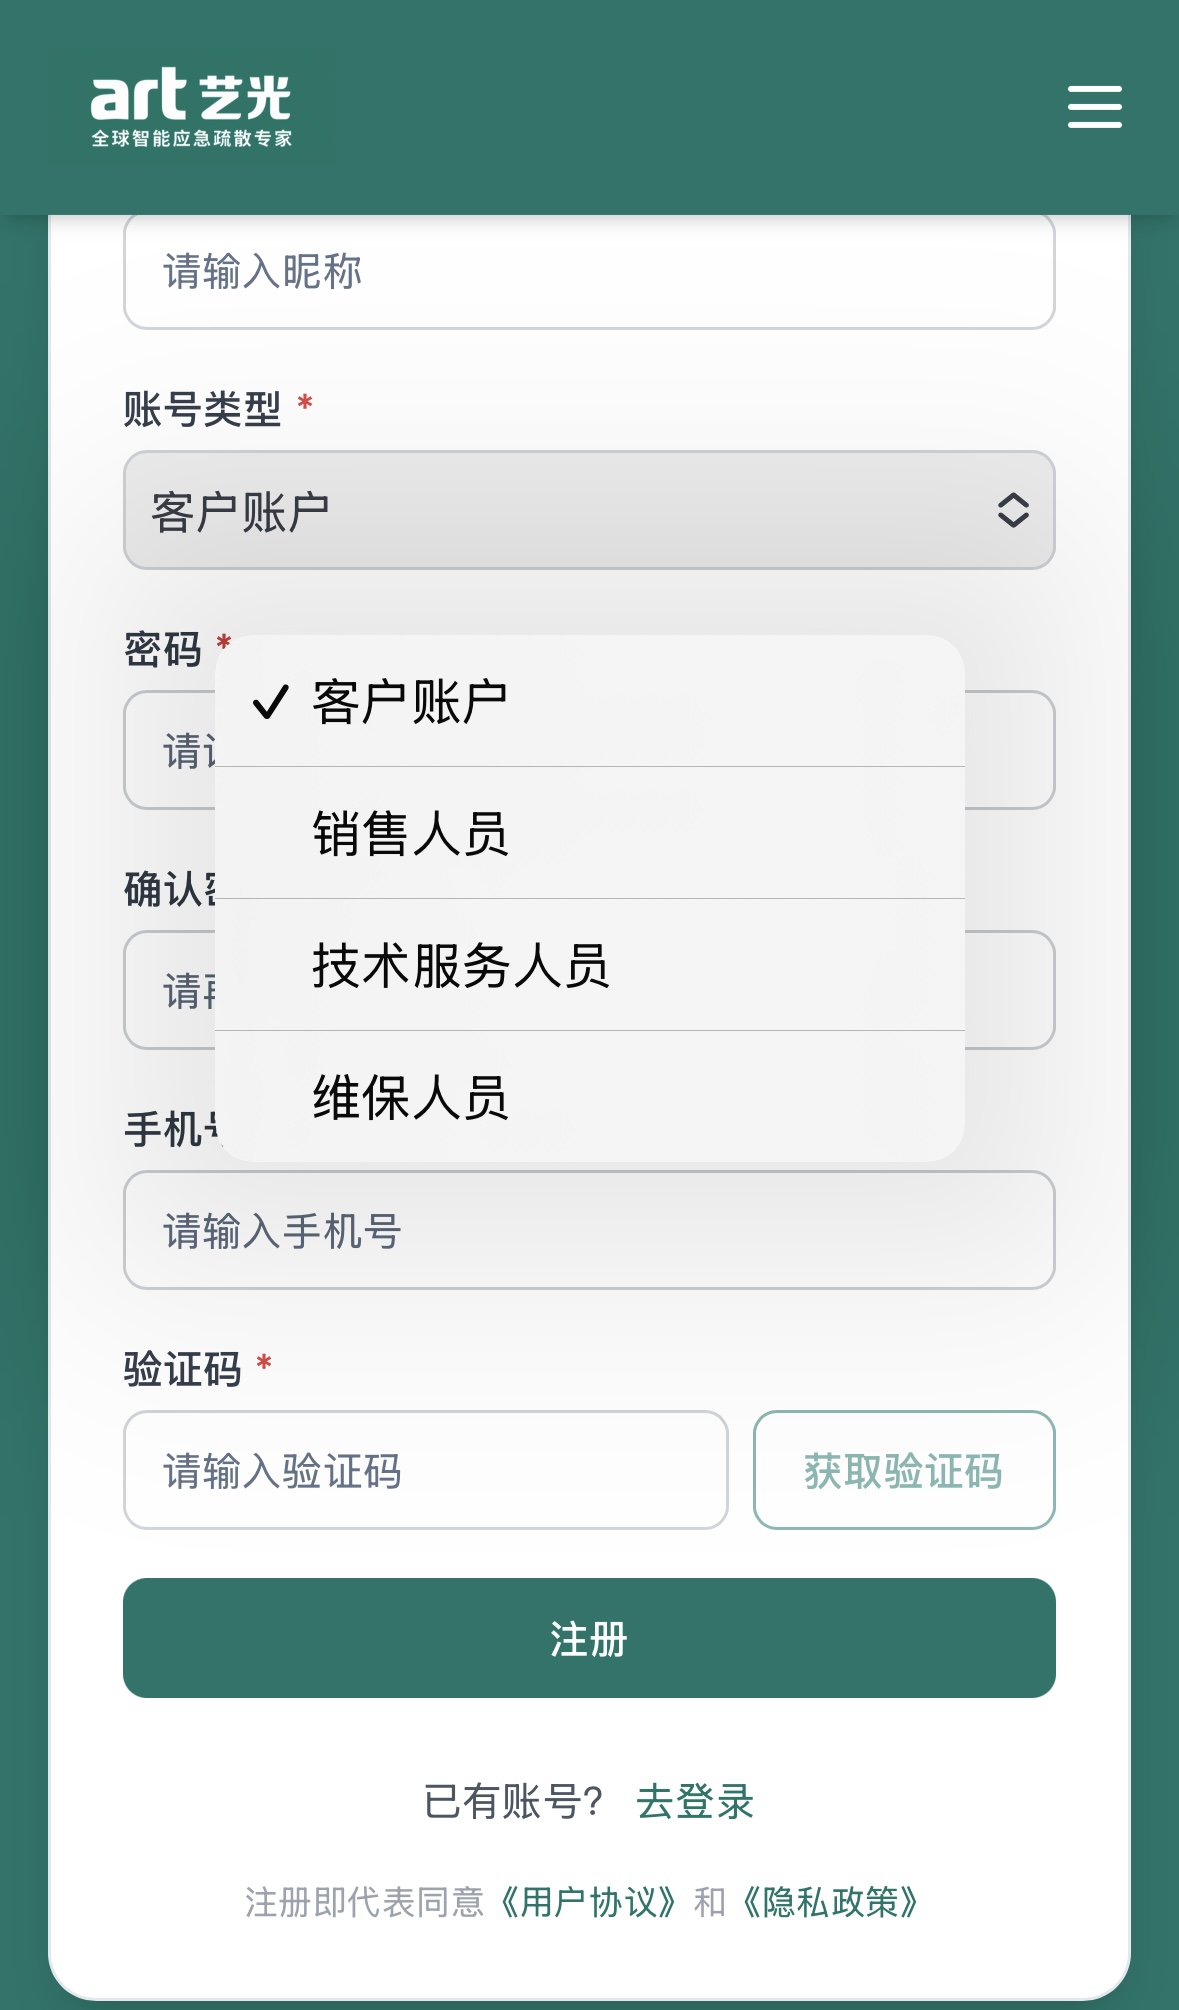 art 艺光
全球智能应急疏散专家
请输入昵称
账号类型 *
客户账户
密码 *
客户账户
请
销售人员
确认
技术服务人员
请
手机
维保人员
请输入手机号
验证码 *
请输入验证码
获取验证码
注册
已有账号? 去登录
注册即代表同意《用户协议》和《隐私政策》